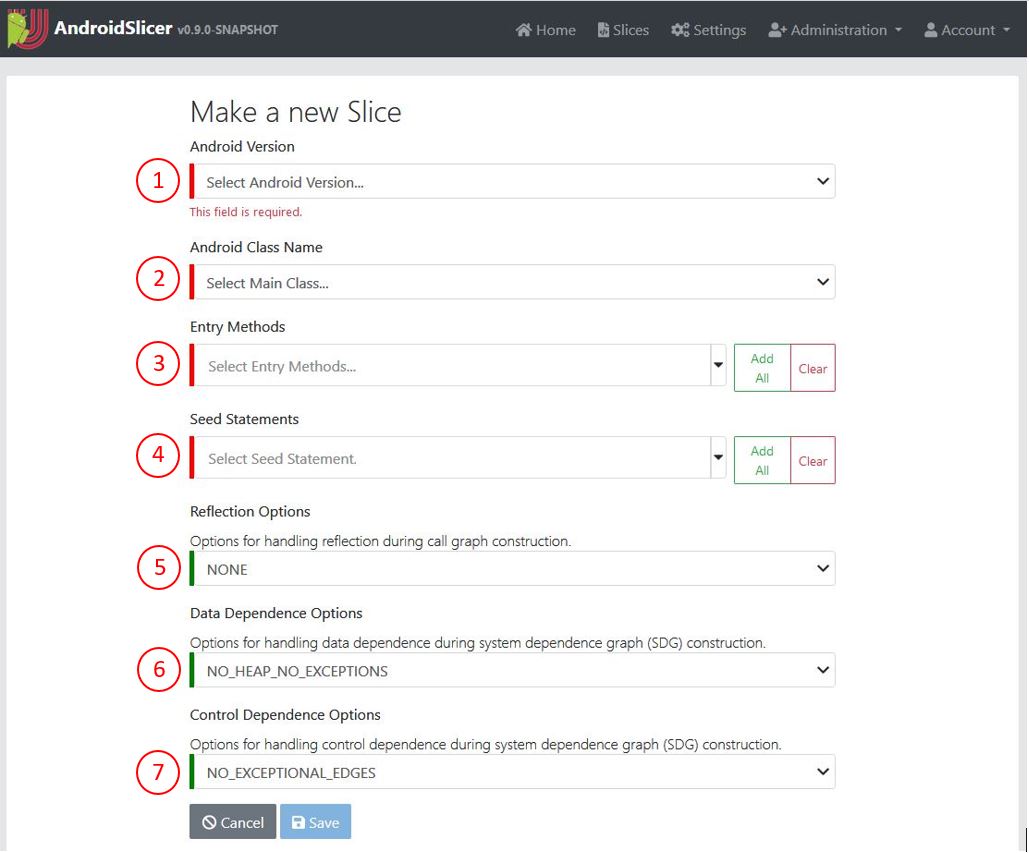 AndroidSlicer v0.9.0-SNAPSHOT Home Slices Settings Administration Account
Make a new Slice
Android Version
1 Select Android Version...
This field is required.
Android Class Name
2 Select Main Class...
Entry Methods
3 Select Entry Methods... Add All Clear
Seed Statements
4 Select Seed Statement. Add All Clear
Reflection Options
Options for handling reflection during call graph construction.
5 NONE
Data Dependence Options
Options for handling data dependence during system dependence graph (SDG) construction.
6 NO_HEAP_NO_EXCEPTIONS
Control Dependence Options
Options for handling control dependence during system dependence graph (SDG) construction.
7 NO_EXCEPTIONAL_EDGES
Cancel Save